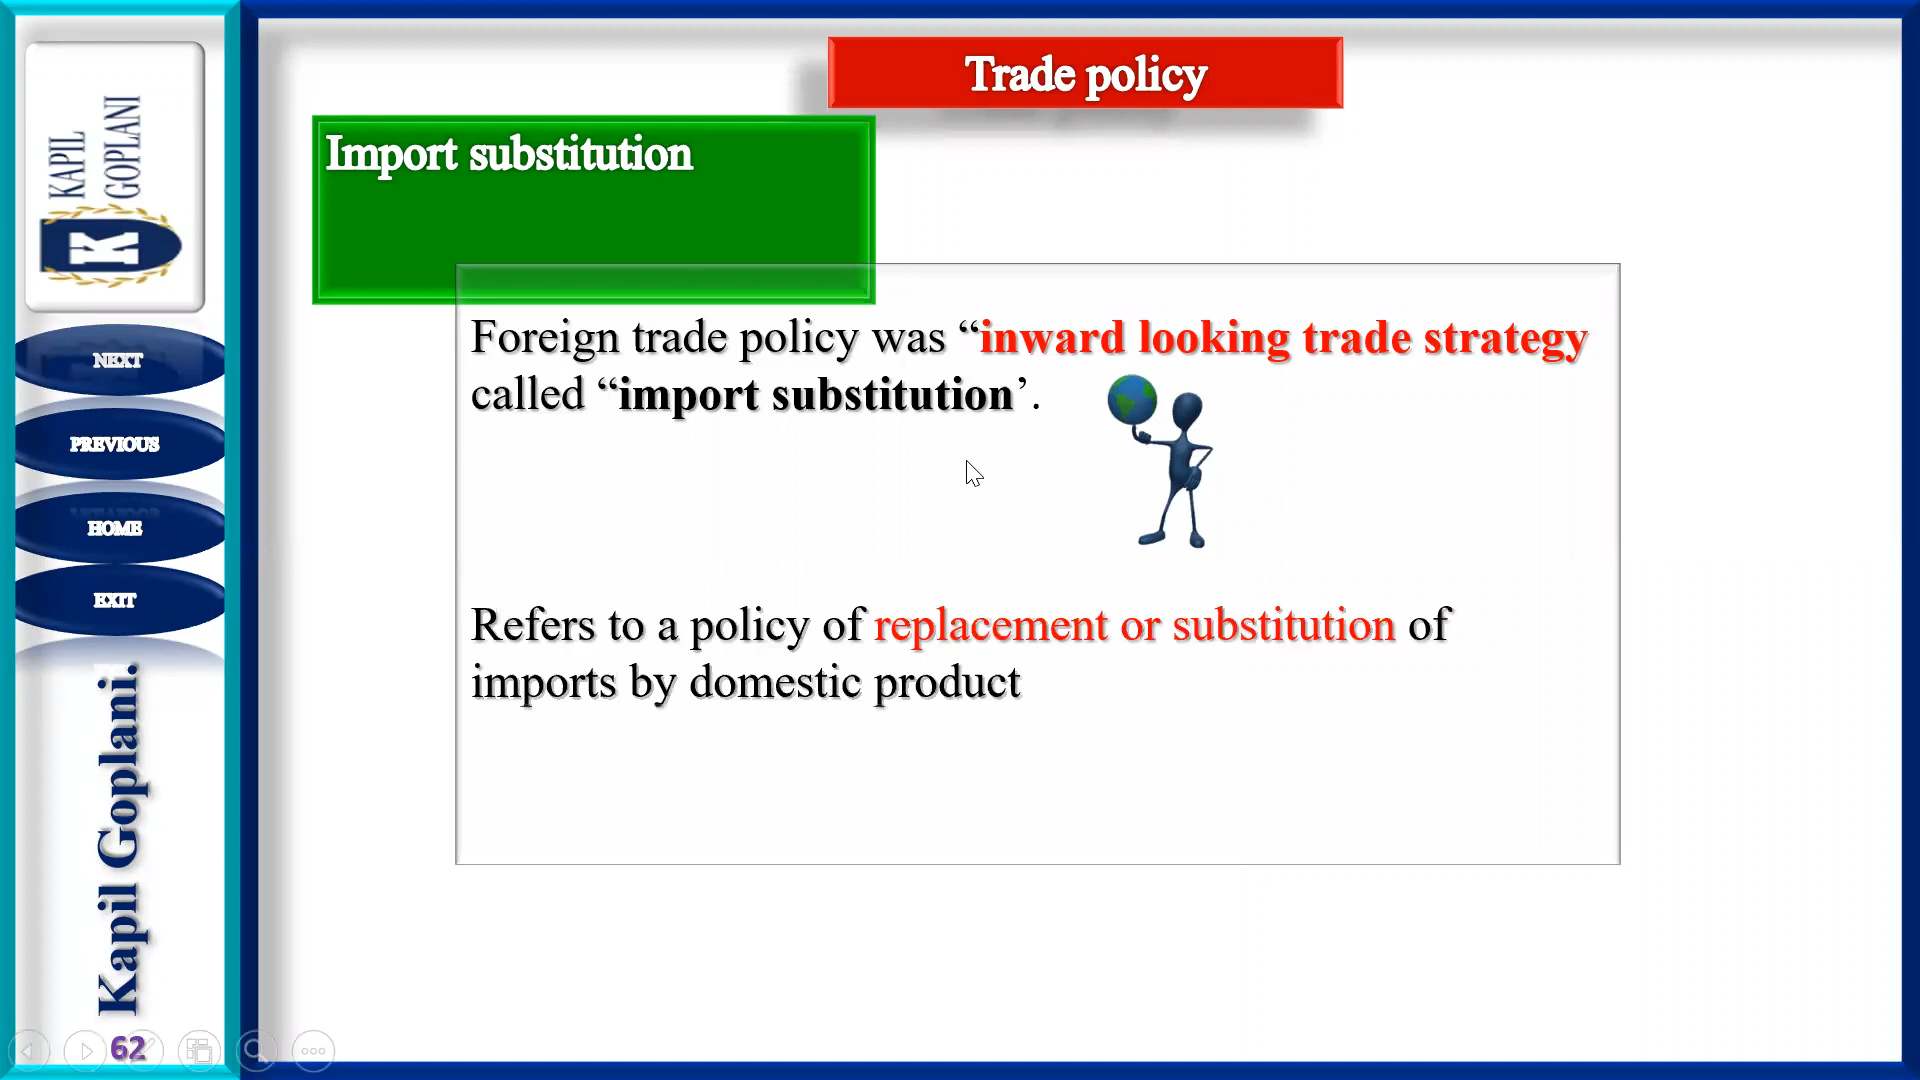 Trade policy
Import substitution
Foreign trade policy was “inward looking trade strategy
called “import substitution’.
Refers to a policy of replacement or substitution of
imports by domestic product
KAPIL
GOPLANI
K
NEXT
PREVIOUS
HOME
EXIT
Kapil Goplani.
62